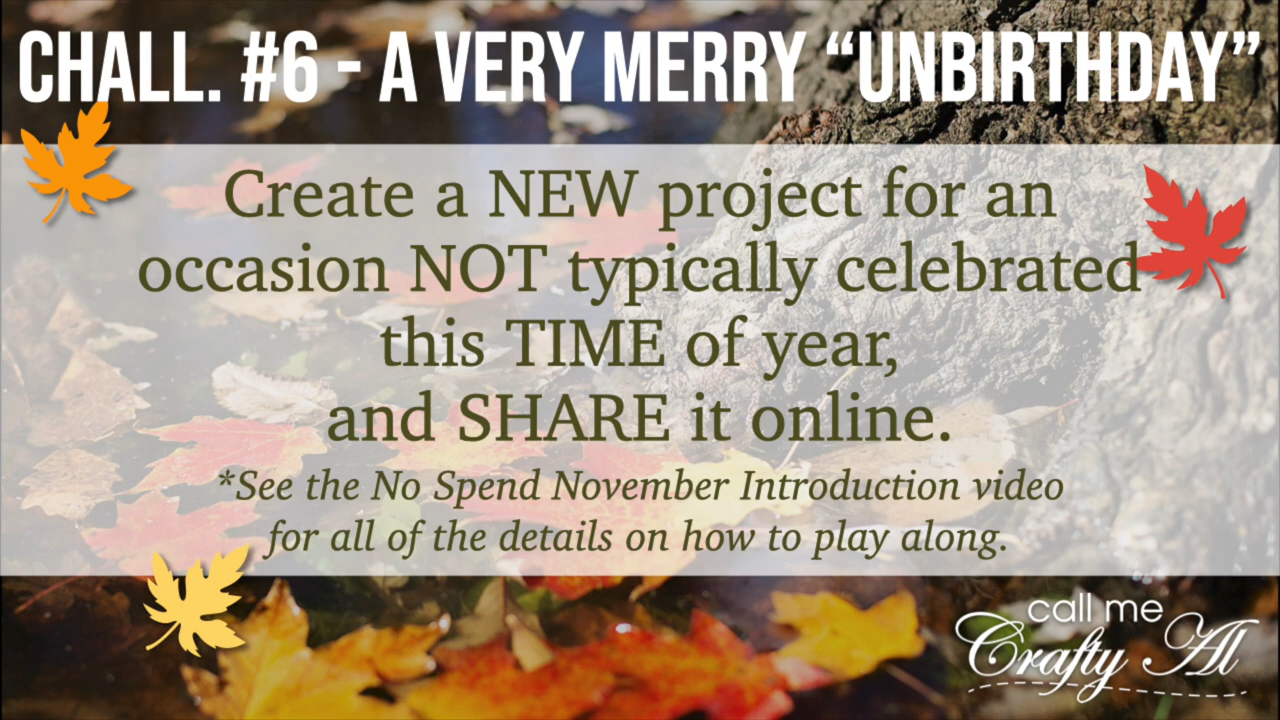 CHALL. #6 - A VERY MERRY “UNBIRTHDAY”
Create a NEW project for an
occasion NOT typically celebrated
this TIME of year,
and SHARE it online.
*See the No Spend November Introduction video
for all of the details on how to play along.
call me
Crafty Al